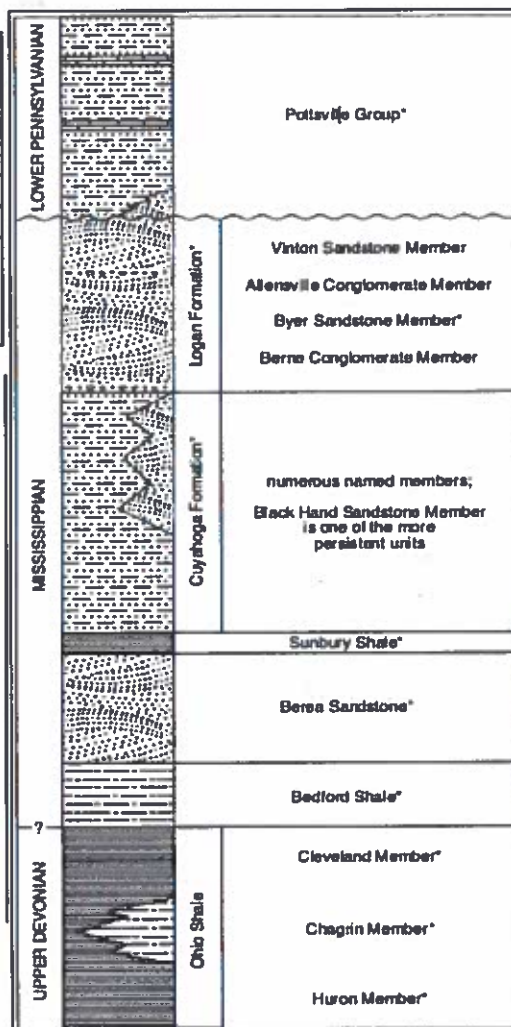 LOWER PENNSYLVANIAN
Pottsville Group*
MISSISSIPPIAN
Logan Formation*
Vinton Sandstone Member
Allensville Conglomerate Member
Byer Sandstone Member*
Berne Conglomerate Member
Cuyahoga Formation*
numerous named members;
Black Hand Sandstone Member
is one of the more
persistent units
Sunbury Shale*
Berea Sandstone*
Bedford Shale*
?
UPPER DEVONIAN
Ohio Shale
Cleveland Member*
Chagrin Member*
Huron Member*